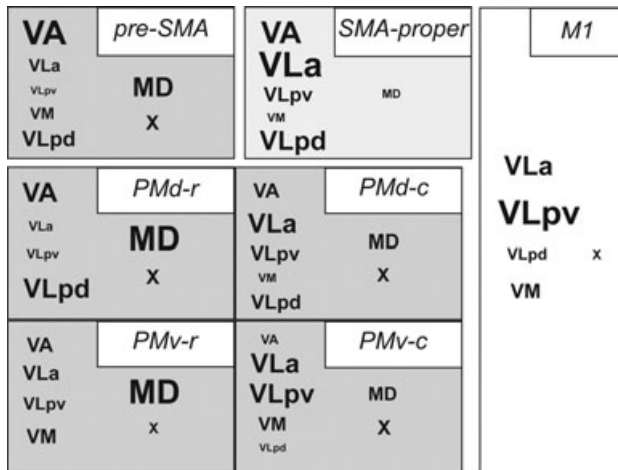 pre-SMA
VA
VLa
VLpv
VM
VLpd
MD
X
SMA-proper
VA
VLa
VLpv
VM
VLpd
MD
M1
VLa
VLpv
VLpd X
VM
PMd-r
VA
VLa
VLpv
VLpd
MD
X
PMd-c
VA
VLa
VLpv
VM
VLpd
MD
X
PMv-r
VA
VLa
VLpv
VM
MD
X
PMv-c
VA
VLa
VLpv
VM
VLpd
MD
X